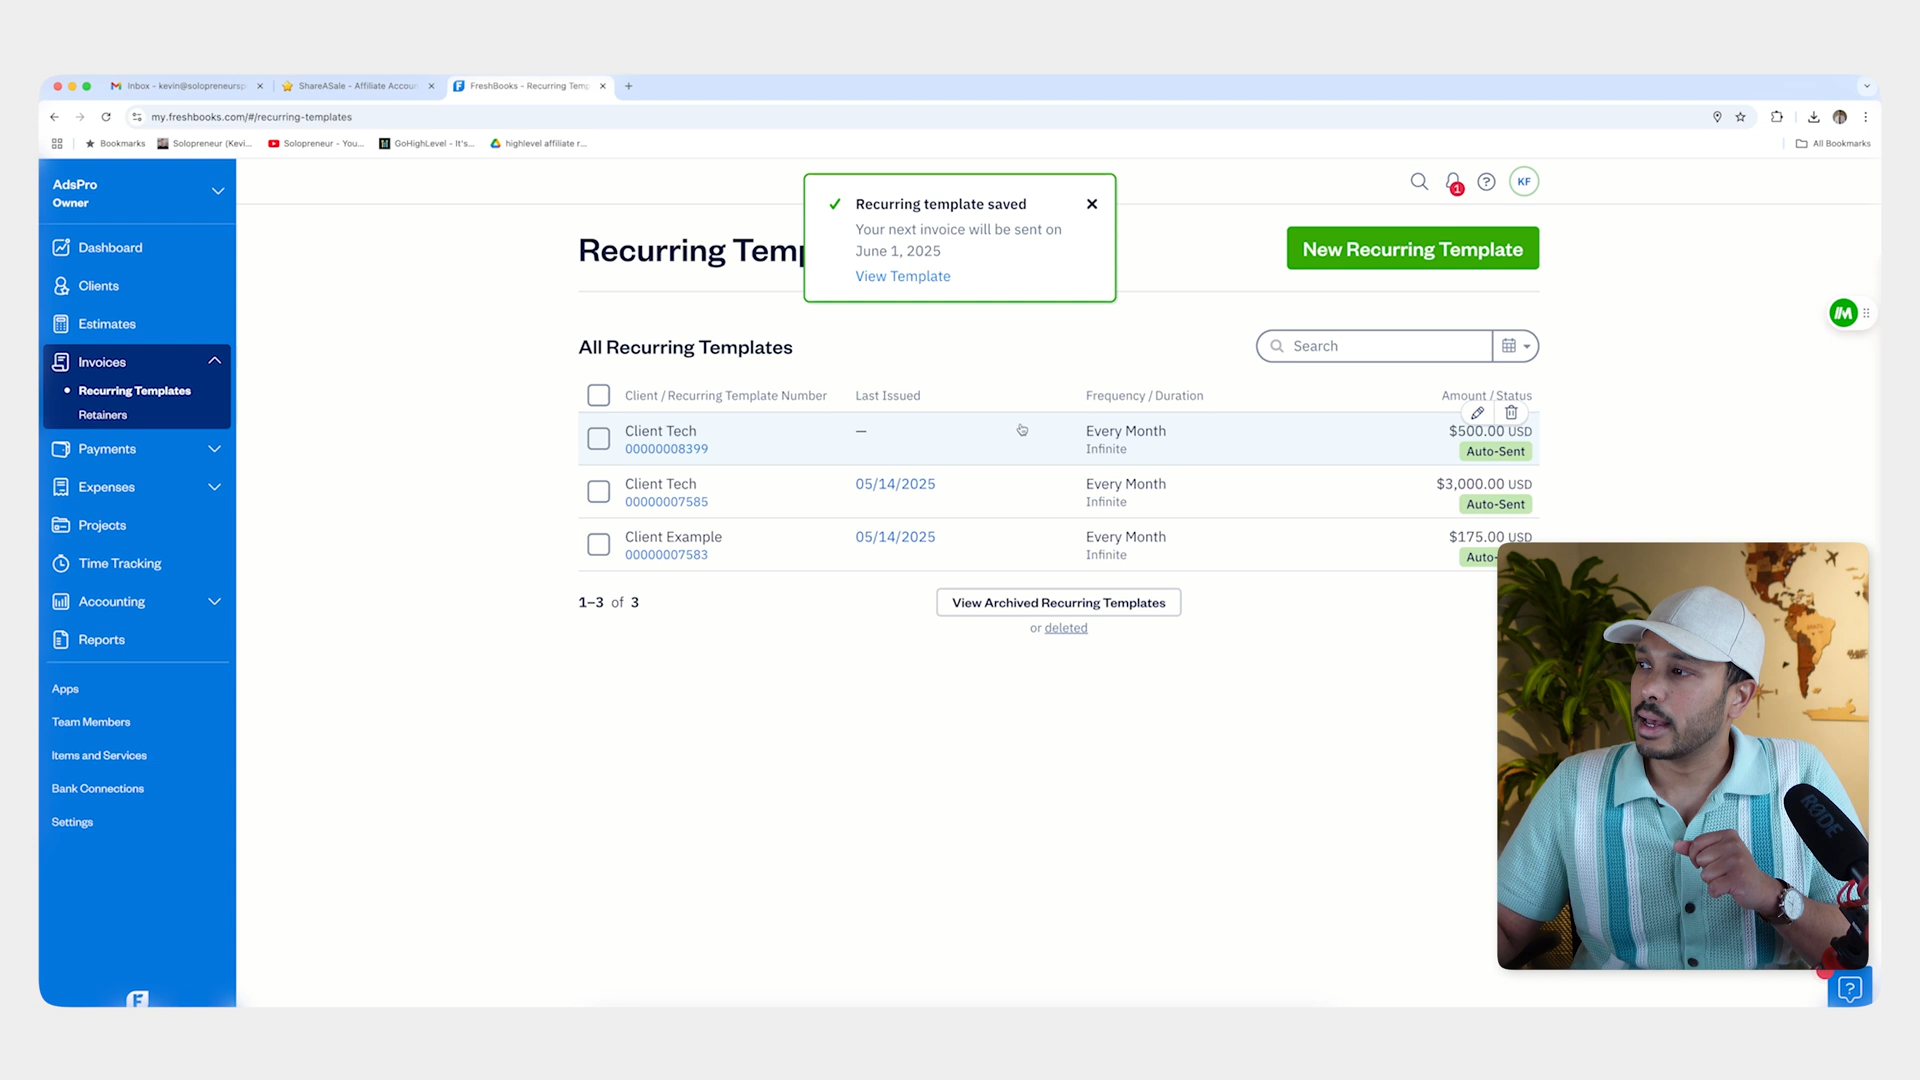 Inbox - kevin@solopreneursp
ShareASale - Affiliate Accoun
FreshBooks - Recurring Temp
my.freshbooks.com/#/recurring-templates
Bookmarks
Solopreneur (Kevi...
Solopreneur - You...
GoHighLevel - It's...
highlevel affiliate r...
All Bookmarks
AdsPro
Owner
Dashboard
Clients
Estimates
Invoices
Recurring Templates
Retainers
Payments
Expenses
Projects
Time Tracking
Accounting
Reports
Apps
Team Members
Items and Services
Bank Connections
Settings
F
Recurring template saved
Your next invoice will be sent on
June 1, 2025
View Template
1
?
KF
Recurring Temp
New Recurring Template
All Recurring Templates
Search
Client / Recurring Template Number Last Issued Frequency / Duration Amount / Status
Client Tech — Every Month $500.00 USD
00000008399 Infinite Auto-Sent
Client Tech 05/14/2025 Every Month $3,000.00 USD
00000007585 Infinite Auto-Sent
Client Example 05/14/2025 Every Month $175.00 USD
00000007583 Infinite Auto-
1–3 of 3
View Archived Recurring Templates
or deleted
BRASIL
RØDE
?